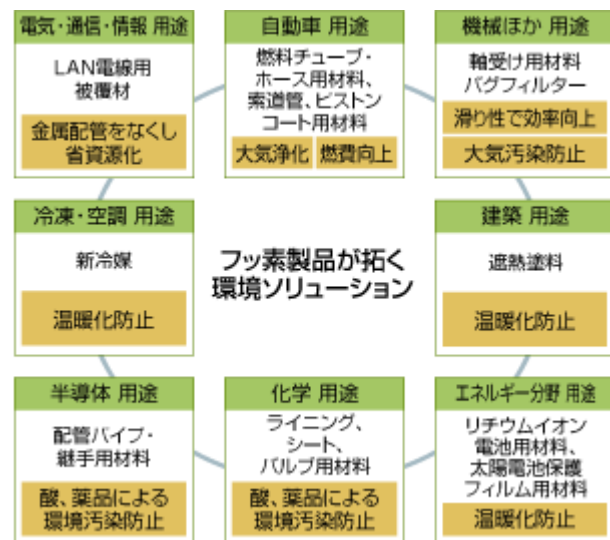 電気・通信・情報 用途
LAN電線用
被覆材
金属配管をなくし
省資源化
自動車 用途
燃料チューブ・
ホース用材料、
索道管、ピストン
コート用材料
大気浄化
燃費向上
機械ほか 用途
軸受け用材料
バグフィルター
滑り性で効率向上
大気汚染防止
冷凍・空調 用途
新冷媒
温暖化防止
フッ素製品が拓く
環境ソリューション
建築 用途
遮熱塗料
温暖化防止
半導体 用途
配管パイプ・
継手用材料
酸、薬品による
環境汚染防止
化学 用途
ライニング、
シート、
バルブ用材料
酸、薬品による
環境汚染防止
エネルギー分野 用途
リチウムイオン
電池用材料、
太陽電池保護
フィルム用材料
温暖化防止